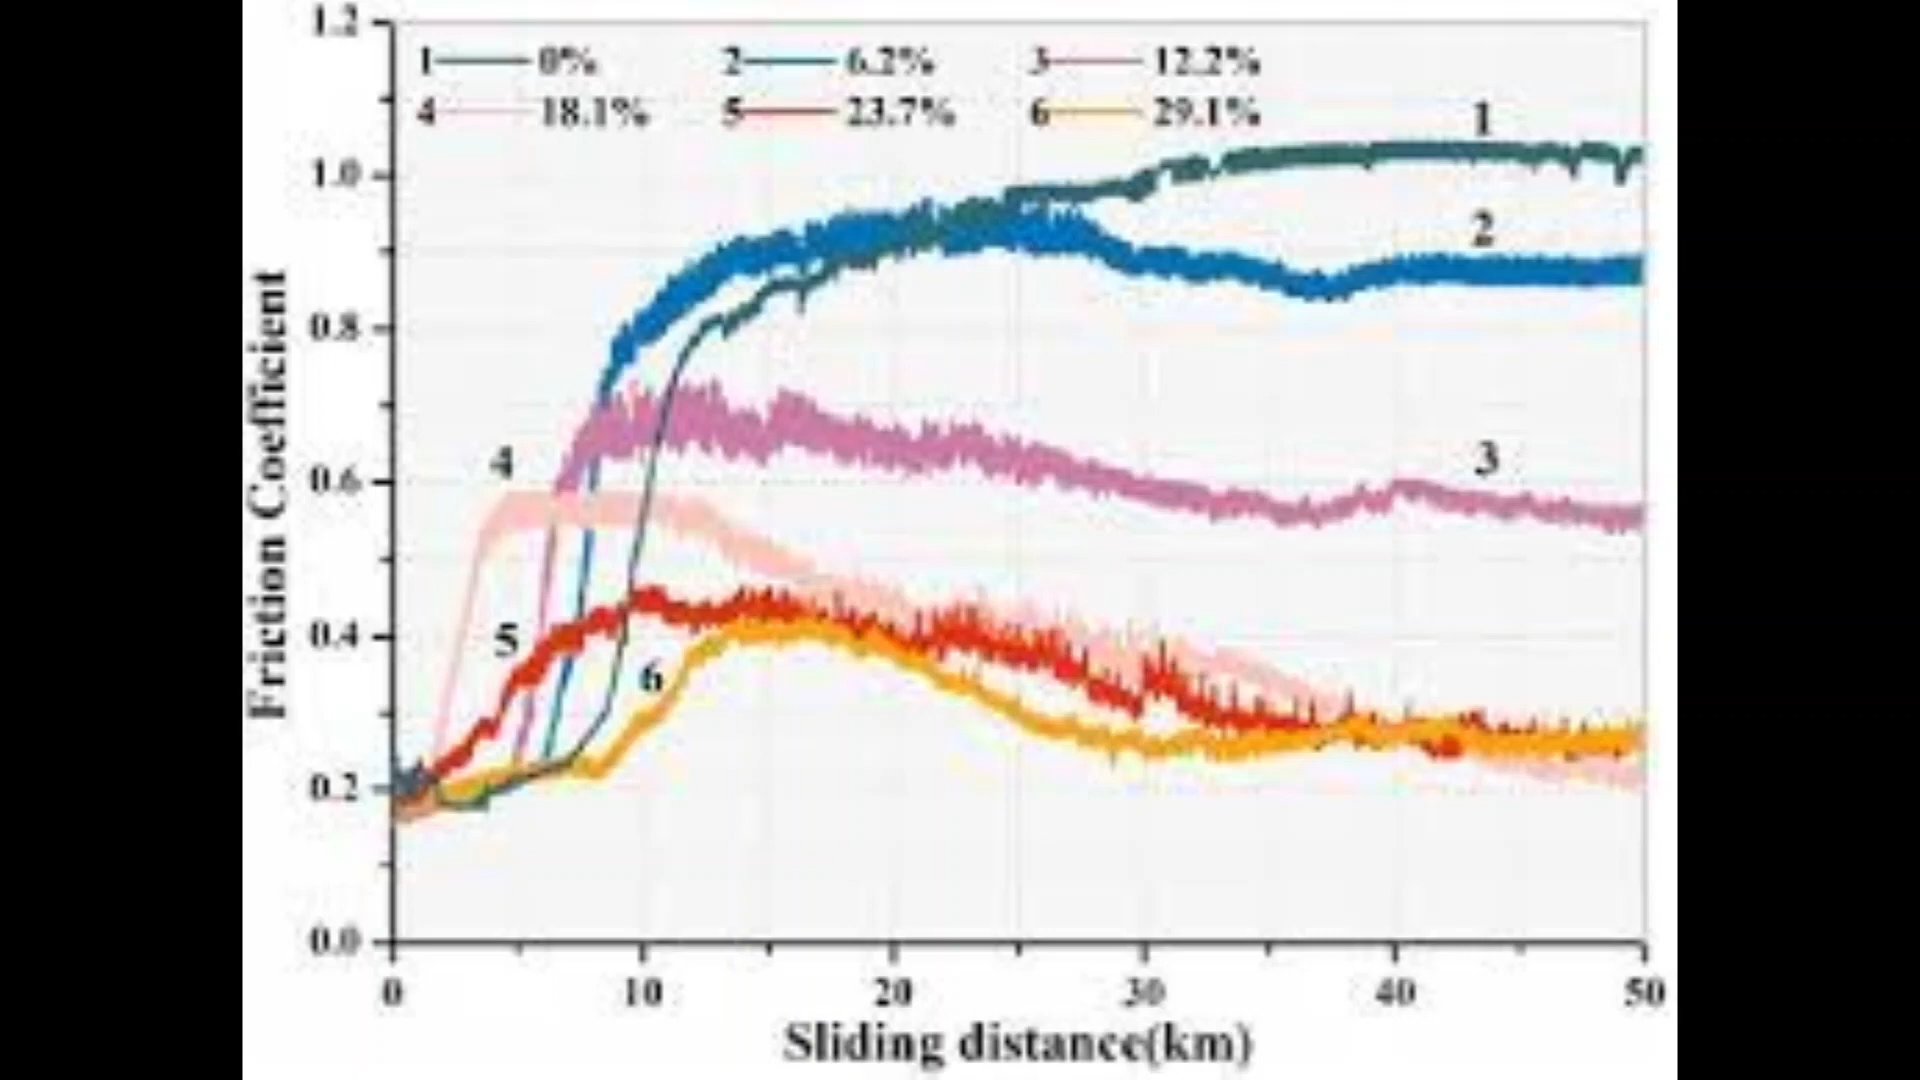 1.2
1 0% 2 6.2% 3 12.2%
4 18.1% 5 23.7% 6 29.1%
1
1.0
2
0.8
3
4
0.6
5
0.4
6
0.2
0.0
0 10 20 30 40 50
Friction Coefficient
Sliding distance(km)